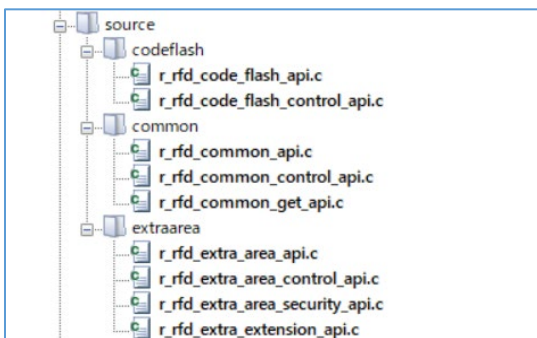 source
codeflash
r_rfd_code_flash_api.c
r_rfd_code_flash_control_api.c
common
r_rfd_common_api.c
r_rfd_common_control_api.c
r_rfd_common_get_api.c
extraarea
r_rfd_extra_area_api.c
r_rfd_extra_area_control_api.c
r_rfd_extra_area_security_api.c
r_rfd_extra_extension_api.c